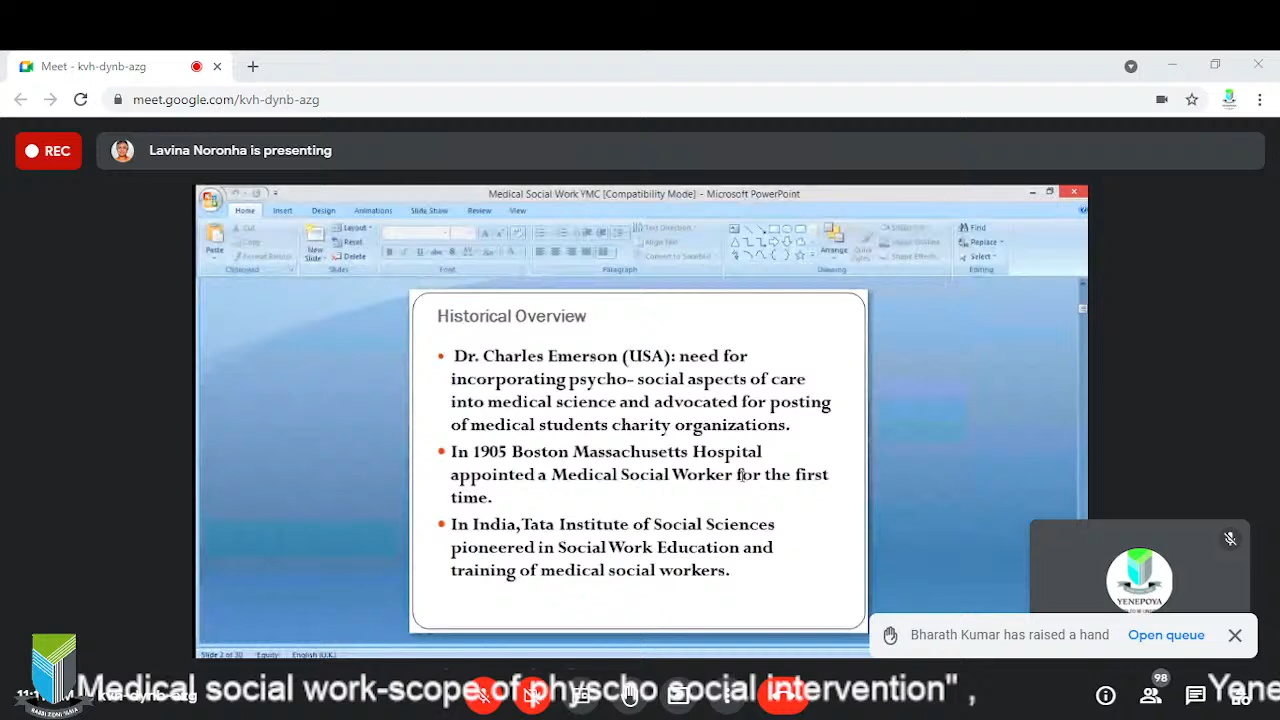 Meet - kvh-dynb-azg
meet.google.com/kvh-dynb-azg
REC
Lavina Noronha is presenting
Medical Social Work YMC [Compatibility Mode] - Microsoft PowerPoint
Home Insert Design Animations Slide Show Review View
Cut
Copy
Format Painter
Paste
Clipboard
New Slide
Layout
Reset
Delete
Slides
Font
Text Direction
Align Text
Convert to SmartArt
Paragraph
Arrange
Quick Styles
Shape Effects
Drawing
Find
Replace
Select
Editing
Historical Overview
• Dr. Charles Emerson (USA): need for
incorporating psycho- social aspects of care
into medical science and advocated for posting
of medical students charity organizations.
• In 1905 Boston Massachusetts Hospital
appointed a Medical Social Worker for the first
time.
• In India, Tata Institute of Social Sciences
pioneered in Social Work Education and
training of medical social workers.
YENEPOYA
Bharath Kumar has raised a hand
Open queue
Slide 2 of 30 Equity English (U.K.)
98
kvh-dynb-azg
Medical social work-scope of physcho social intervention" , Yene